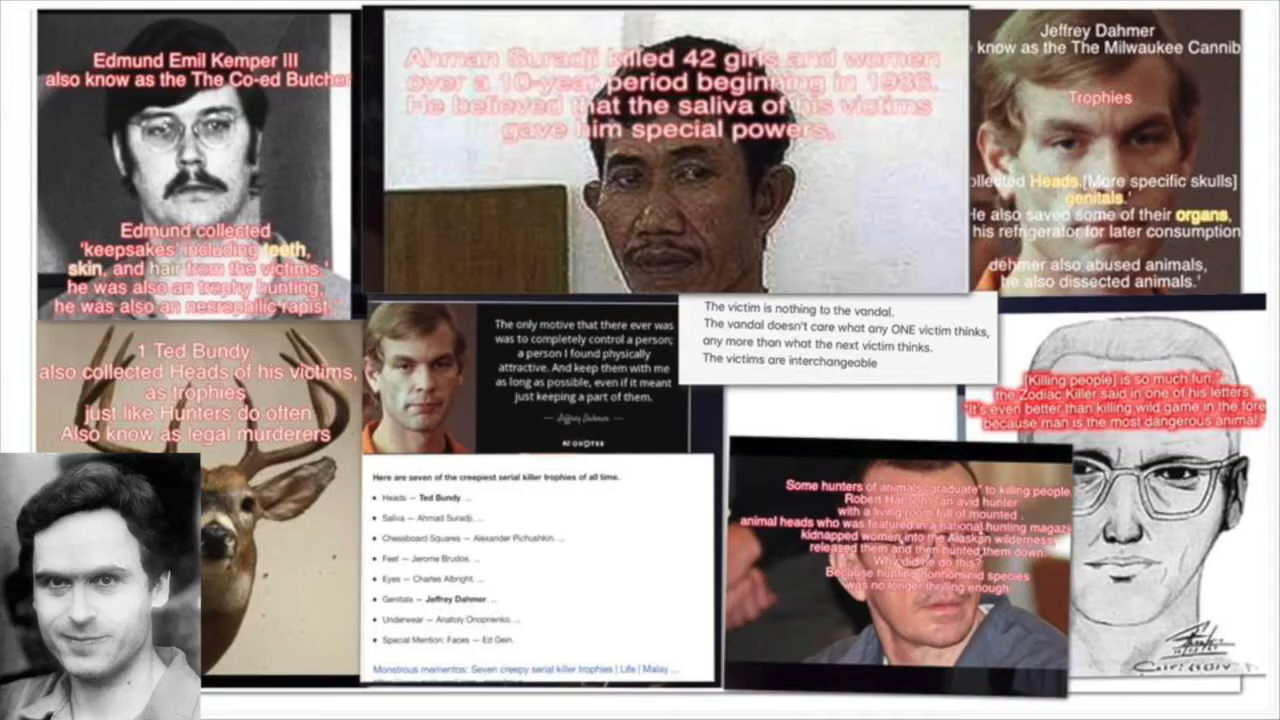 Edmund Emil Kemper III
also know as the The Co-ed Butcher
Edmund collected
'keepsakes' including teeth,
skin, and hair from the victims.'
he was also an trophy hunting,
he was also an necrophilic rapist.'
Ahman Suradji killed 42 girls and women
over a 10-year period beginning in 1986.
He believed that the saliva of his victims
gave him special powers.
Jeffrey Dahmer
know as the The Milwaukee Cannib
Trophies
ollected Heads.[More specific skulls]
genitals.'
He also saved some of their organs,
his refrigerator for later consumption
dehmer also abused animals,
he also dissected animals.'
1 Ted Bundy
also collected Heads of his victims,
as trophies
just like Hunters do often
Also know as legal murderers
The only motive that there ever was
was to completely control a person;
a person I found physically
attractive. And keep them with me
as long as possible, even if it meant
just keeping a part of them.
— Jeffrey Dahmer —
AZ QUOTES
The victim is nothing to the vandal.
The vandal doesn't care what any ONE victim thinks,
any more than what the next victim thinks.
The victims are interchangeable
[Killing people] is so much fun,"
the Zodiac Killer said in one of his letters.
"It's even better than killing wild game in the fore
because man is the most dangerous animal
Here are seven of the creepiest serial killer trophies of all time.
• Heads — Ted Bundy. ...
• Saliva — Ahmad Suradji. ...
• Chessboard Squares — Alexander Pichushkin. ...
• Feet — Jerome Brudos. ...
• Eyes — Charles Albright. ...
• Genitals — Jeffrey Dahmer. ...
• Underwear — Anatoly Onoprienko. ...
• Special Mention: Faces — Ed Gein.
Monstrous mementos: Seven creepy serial killer trophies | Life | Malay ...
Some hunters of animals "graduate" to killing people.
Robert Hansen, an avid hunter
with a living room full of mounted
animal heads who was featured in a national hunting magazi
kidnapped women into the Alaskan wilderness,
released them and then hunted them down.
Why did he do this?
Because hunting nonhominid species
was no longer thrilling enough